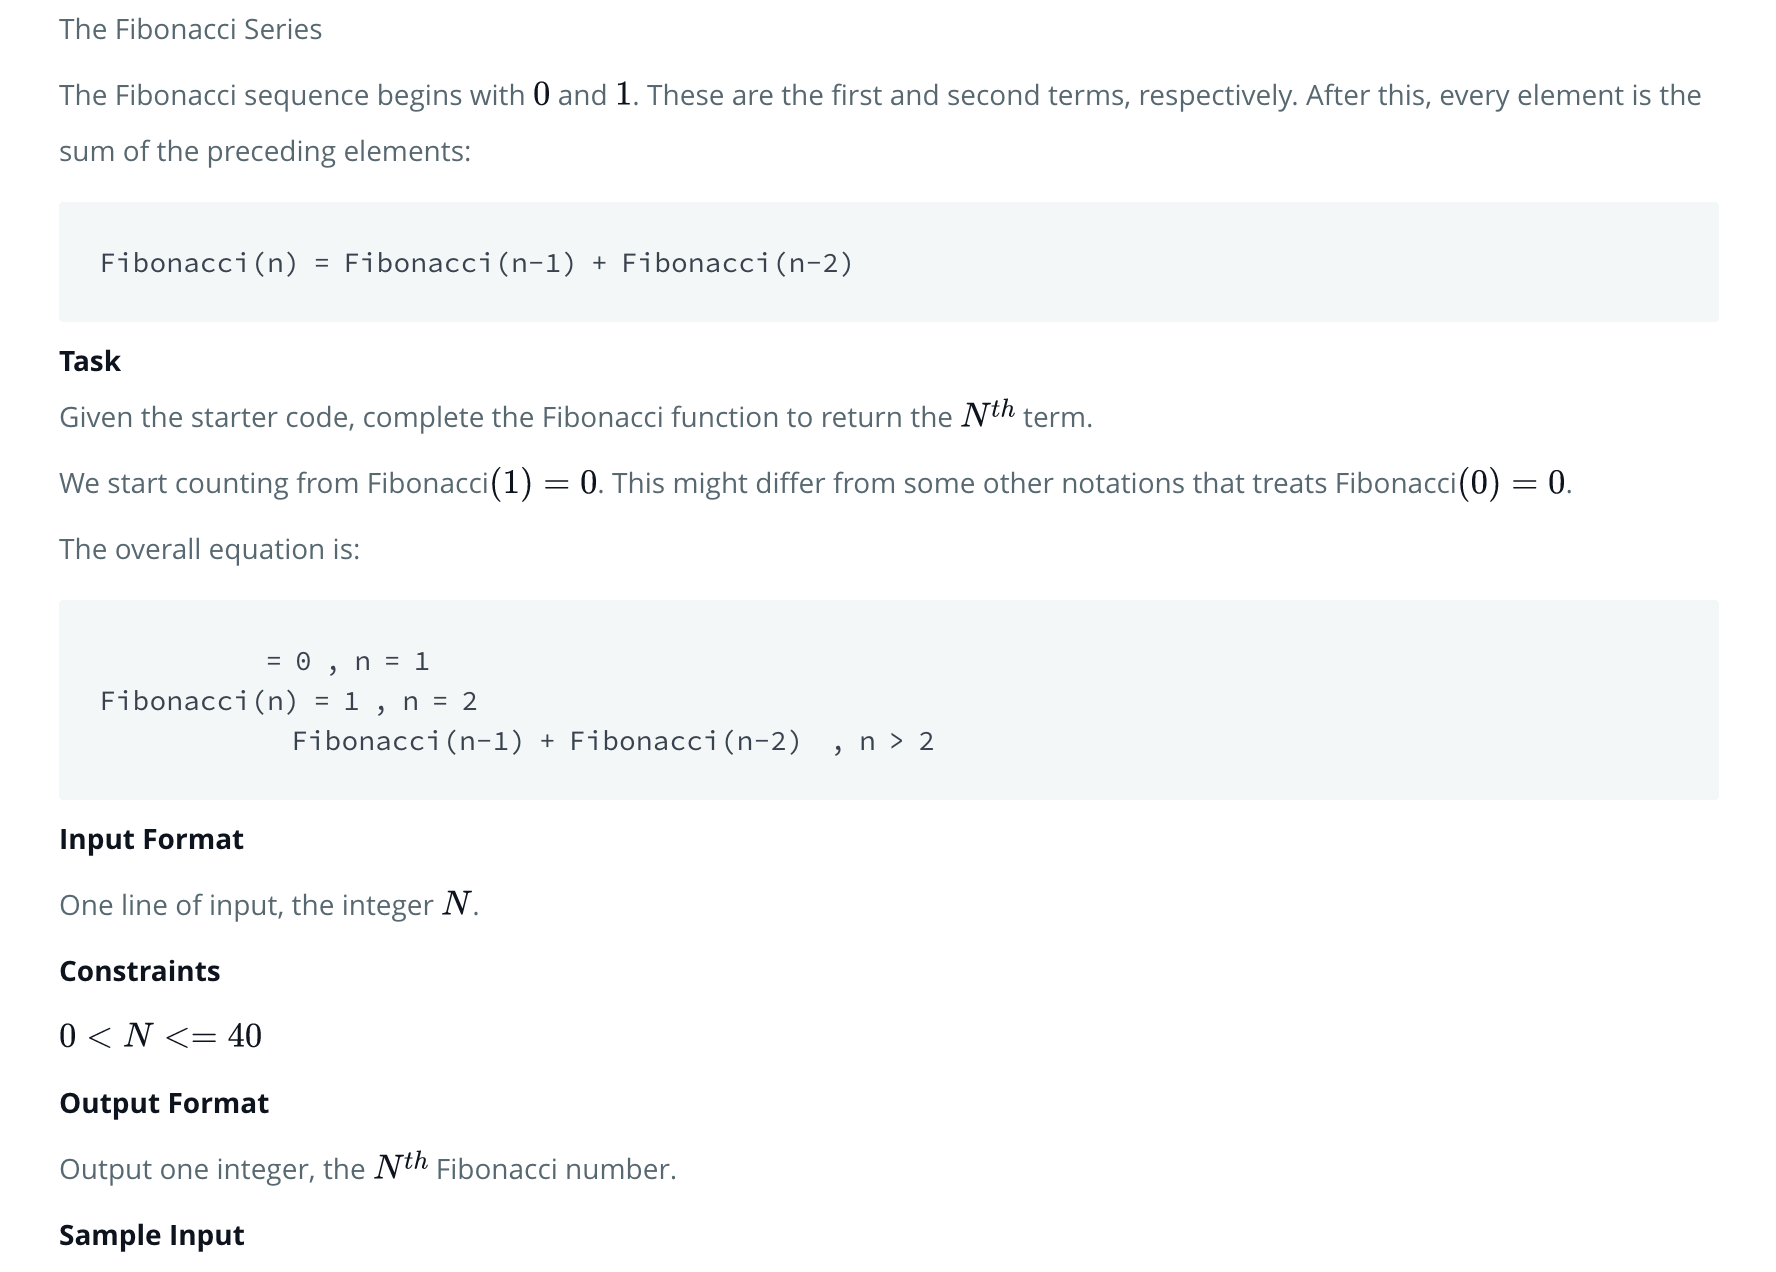 The Fibonacci Series
The Fibonacci sequence begins with 0 and 1. These are the first and second terms, respectively. After this, every element is the
sum of the preceding elements:
Fibonacci(n) = Fibonacci(n-1) + Fibonacci(n-2)
Task
Given the starter code, complete the Fibonacci function to return the N^th term.
We start counting from Fibonacci(1) = 0. This might differ from some other notations that treats Fibonacci(0) = 0.
The overall equation is:
= 0 , n = 1
Fibonacci(n) = 1 , n = 2
Fibonacci(n-1) + Fibonacci(n-2)  , n > 2
Input Format
One line of input, the integer N.
Constraints
0 < N <= 40
Output Format
Output one integer, the N^th Fibonacci number.
Sample Input